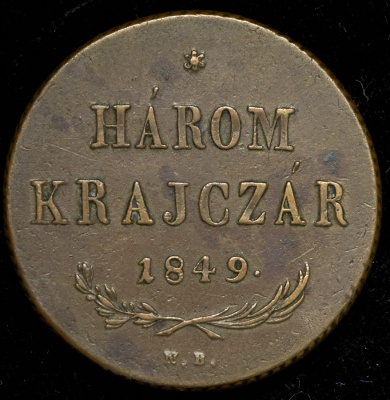 HÁROM
KRAJCZÁR
1849.
N.B.